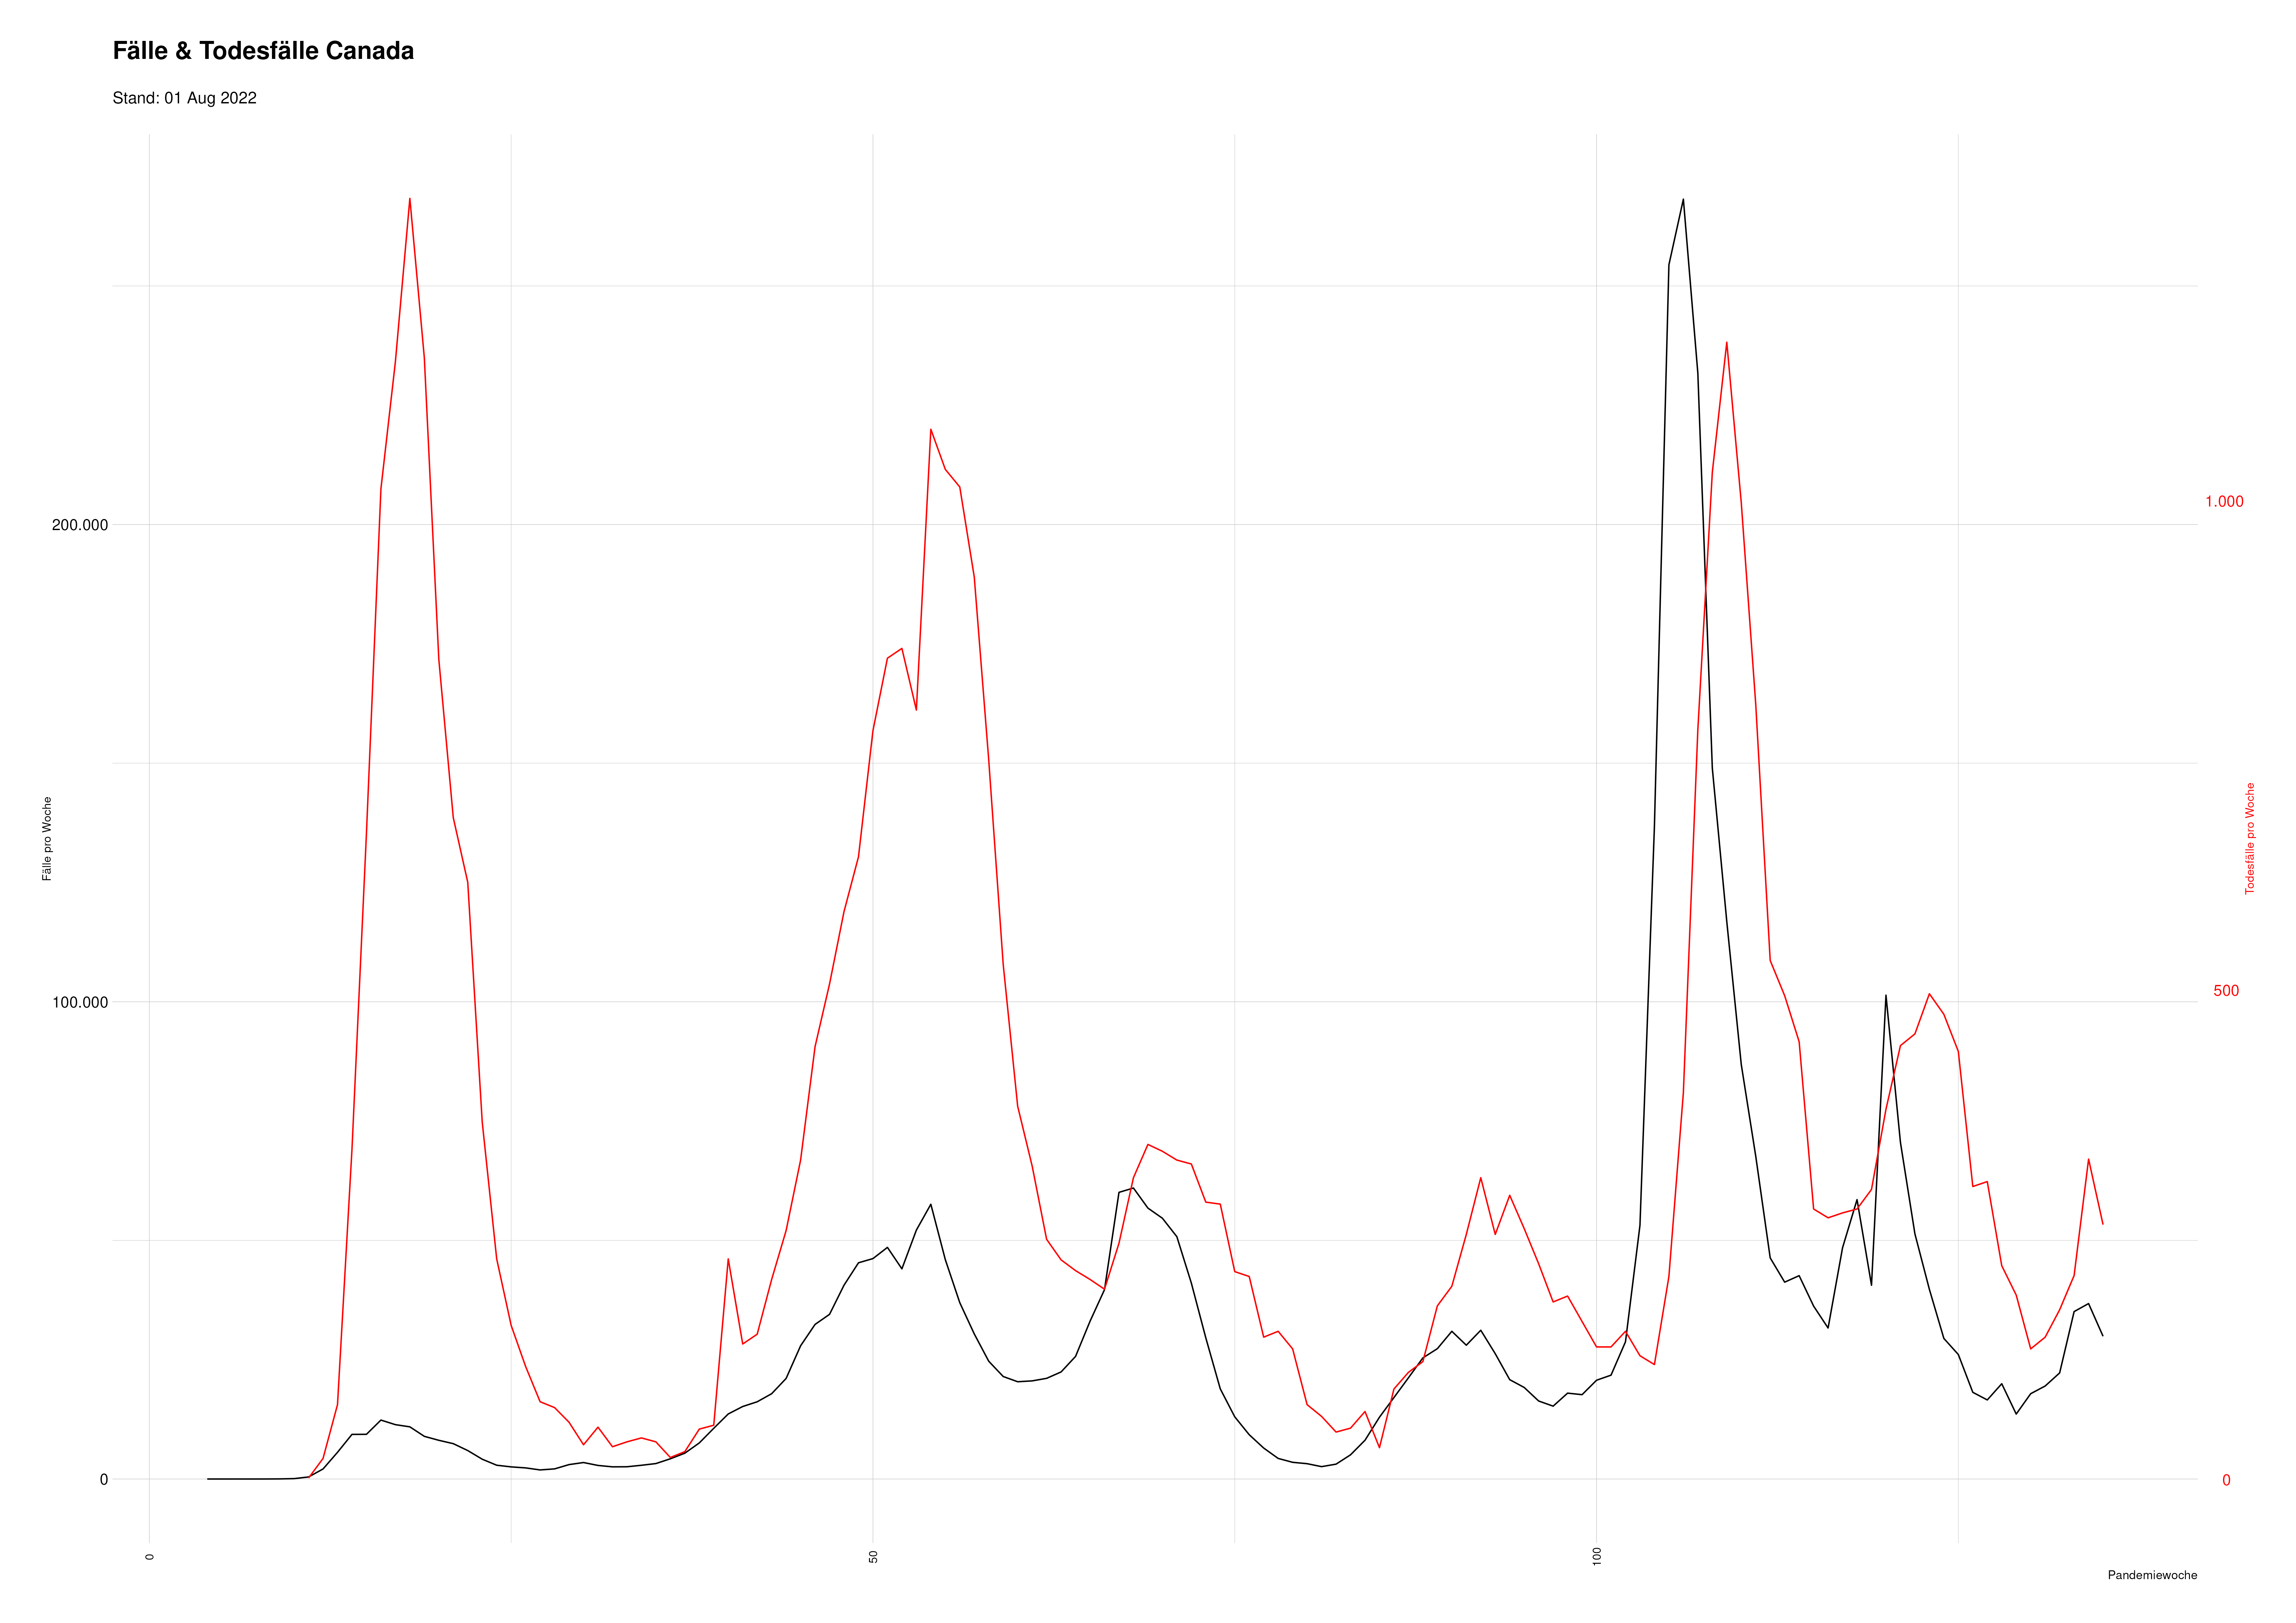 Fälle & Todesfälle Canada
Stand: 01 Aug 2022
200.000
100.000
0
Fälle pro Woche
1.000
500
0
Todesfälle pro Woche
0
50
100
Pandemiewoche